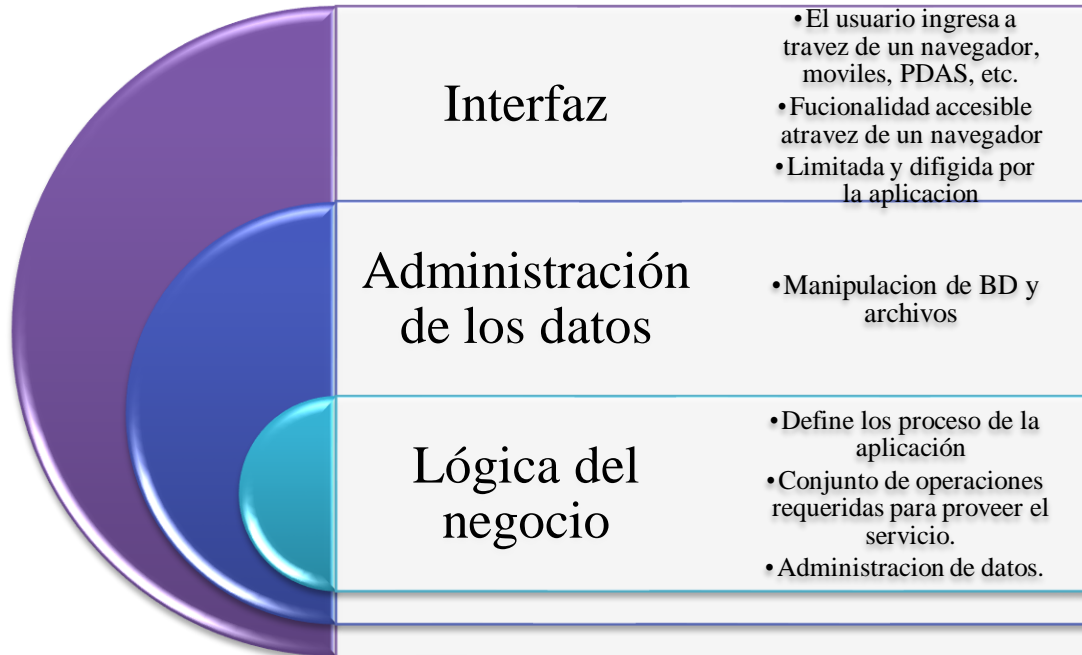 Interfaz
•El usuario ingresa a
travez de un navegador,
moviles, PDAS, etc.
•Fucionalidad accesible
atravez de un navegador
•Limitada y difigida por
la aplicacion
Administración
de los datos
•Manipulacion de BD y
archivos
Lógica del
negocio
•Define los proceso de la
aplicación
•Conjunto de operaciones
requeridas para proveer el
servicio.
•Administracion de datos.